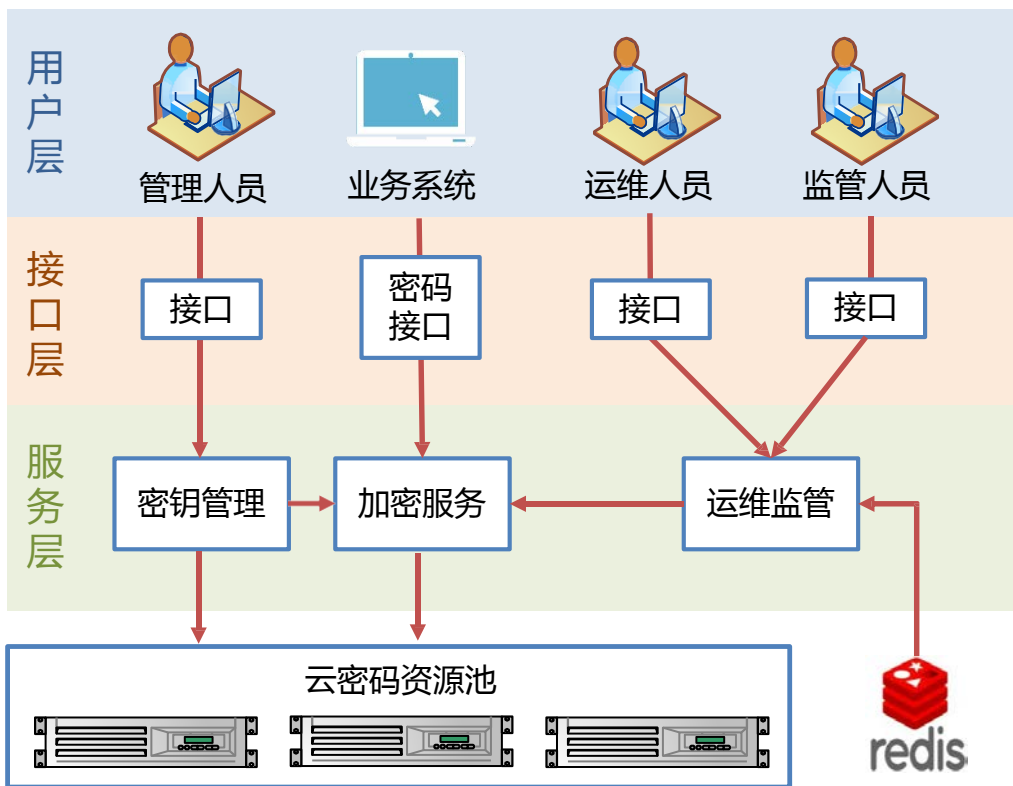 用户层
管理人员
业务系统
运维人员
监管人员
接口层
接口
密码
接口
接口
接口
服务层
密钥管理
加密服务
运维监管
云密码资源池
redis